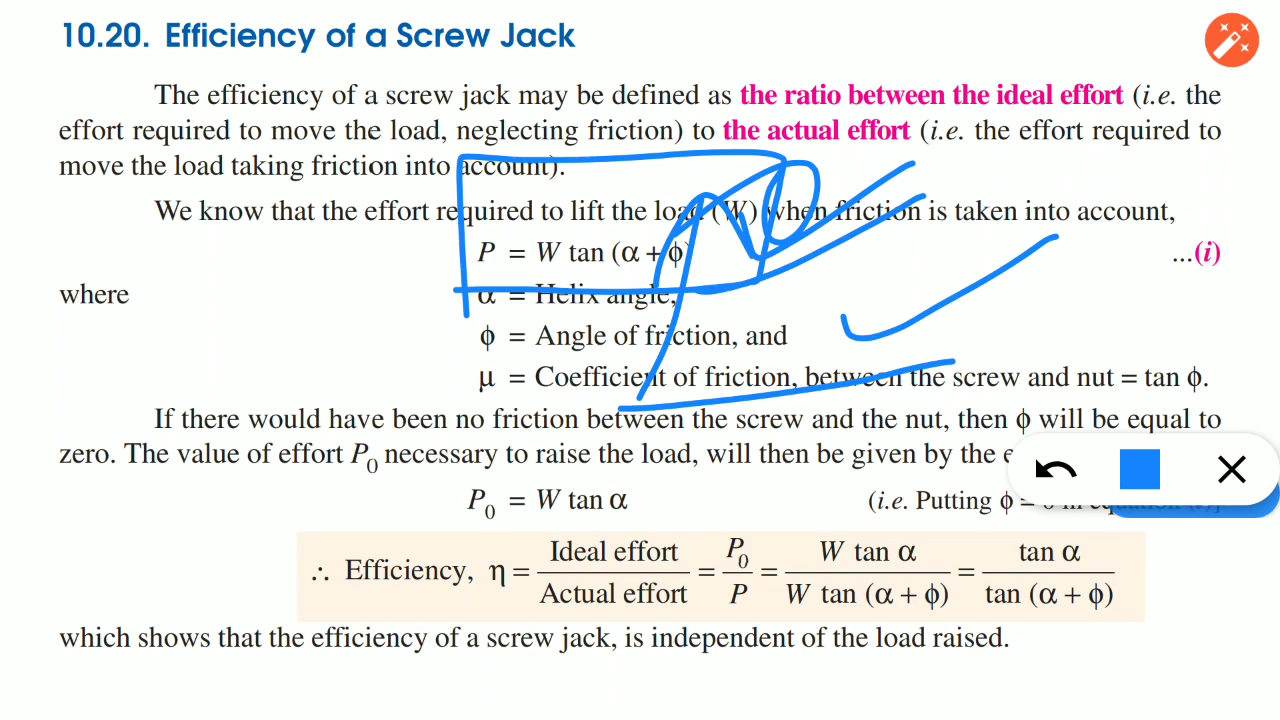 10.20. Efficiency of a Screw Jack
The efficiency of a screw jack may be defined as the ratio between the ideal effort (i.e. the
effort required to move the load, neglecting friction) to the actual effort (i.e. the effort required to
move the load taking friction into account).
We know that the effort required to lift the load (W) when friction is taken into account,
P = W tan (α + φ) ...(i)
where α = Helix angle,
φ = Angle of friction, and
μ = Coefficient of friction, between the screw and nut = tan φ.
If there would have been no friction between the screw and the nut, then φ will be equal to
zero. The value of effort P₀ necessary to raise the load, will then be given by the
P₀ = W tan α (i.e. Putting φ = 0 in equation (i)]
∴ Efficiency, η = Ideal effort / Actual effort = P₀ / P = W tan α / W tan (α + φ) = tan α / tan (α + φ)
which shows that the efficiency of a screw jack, is independent of the load raised.